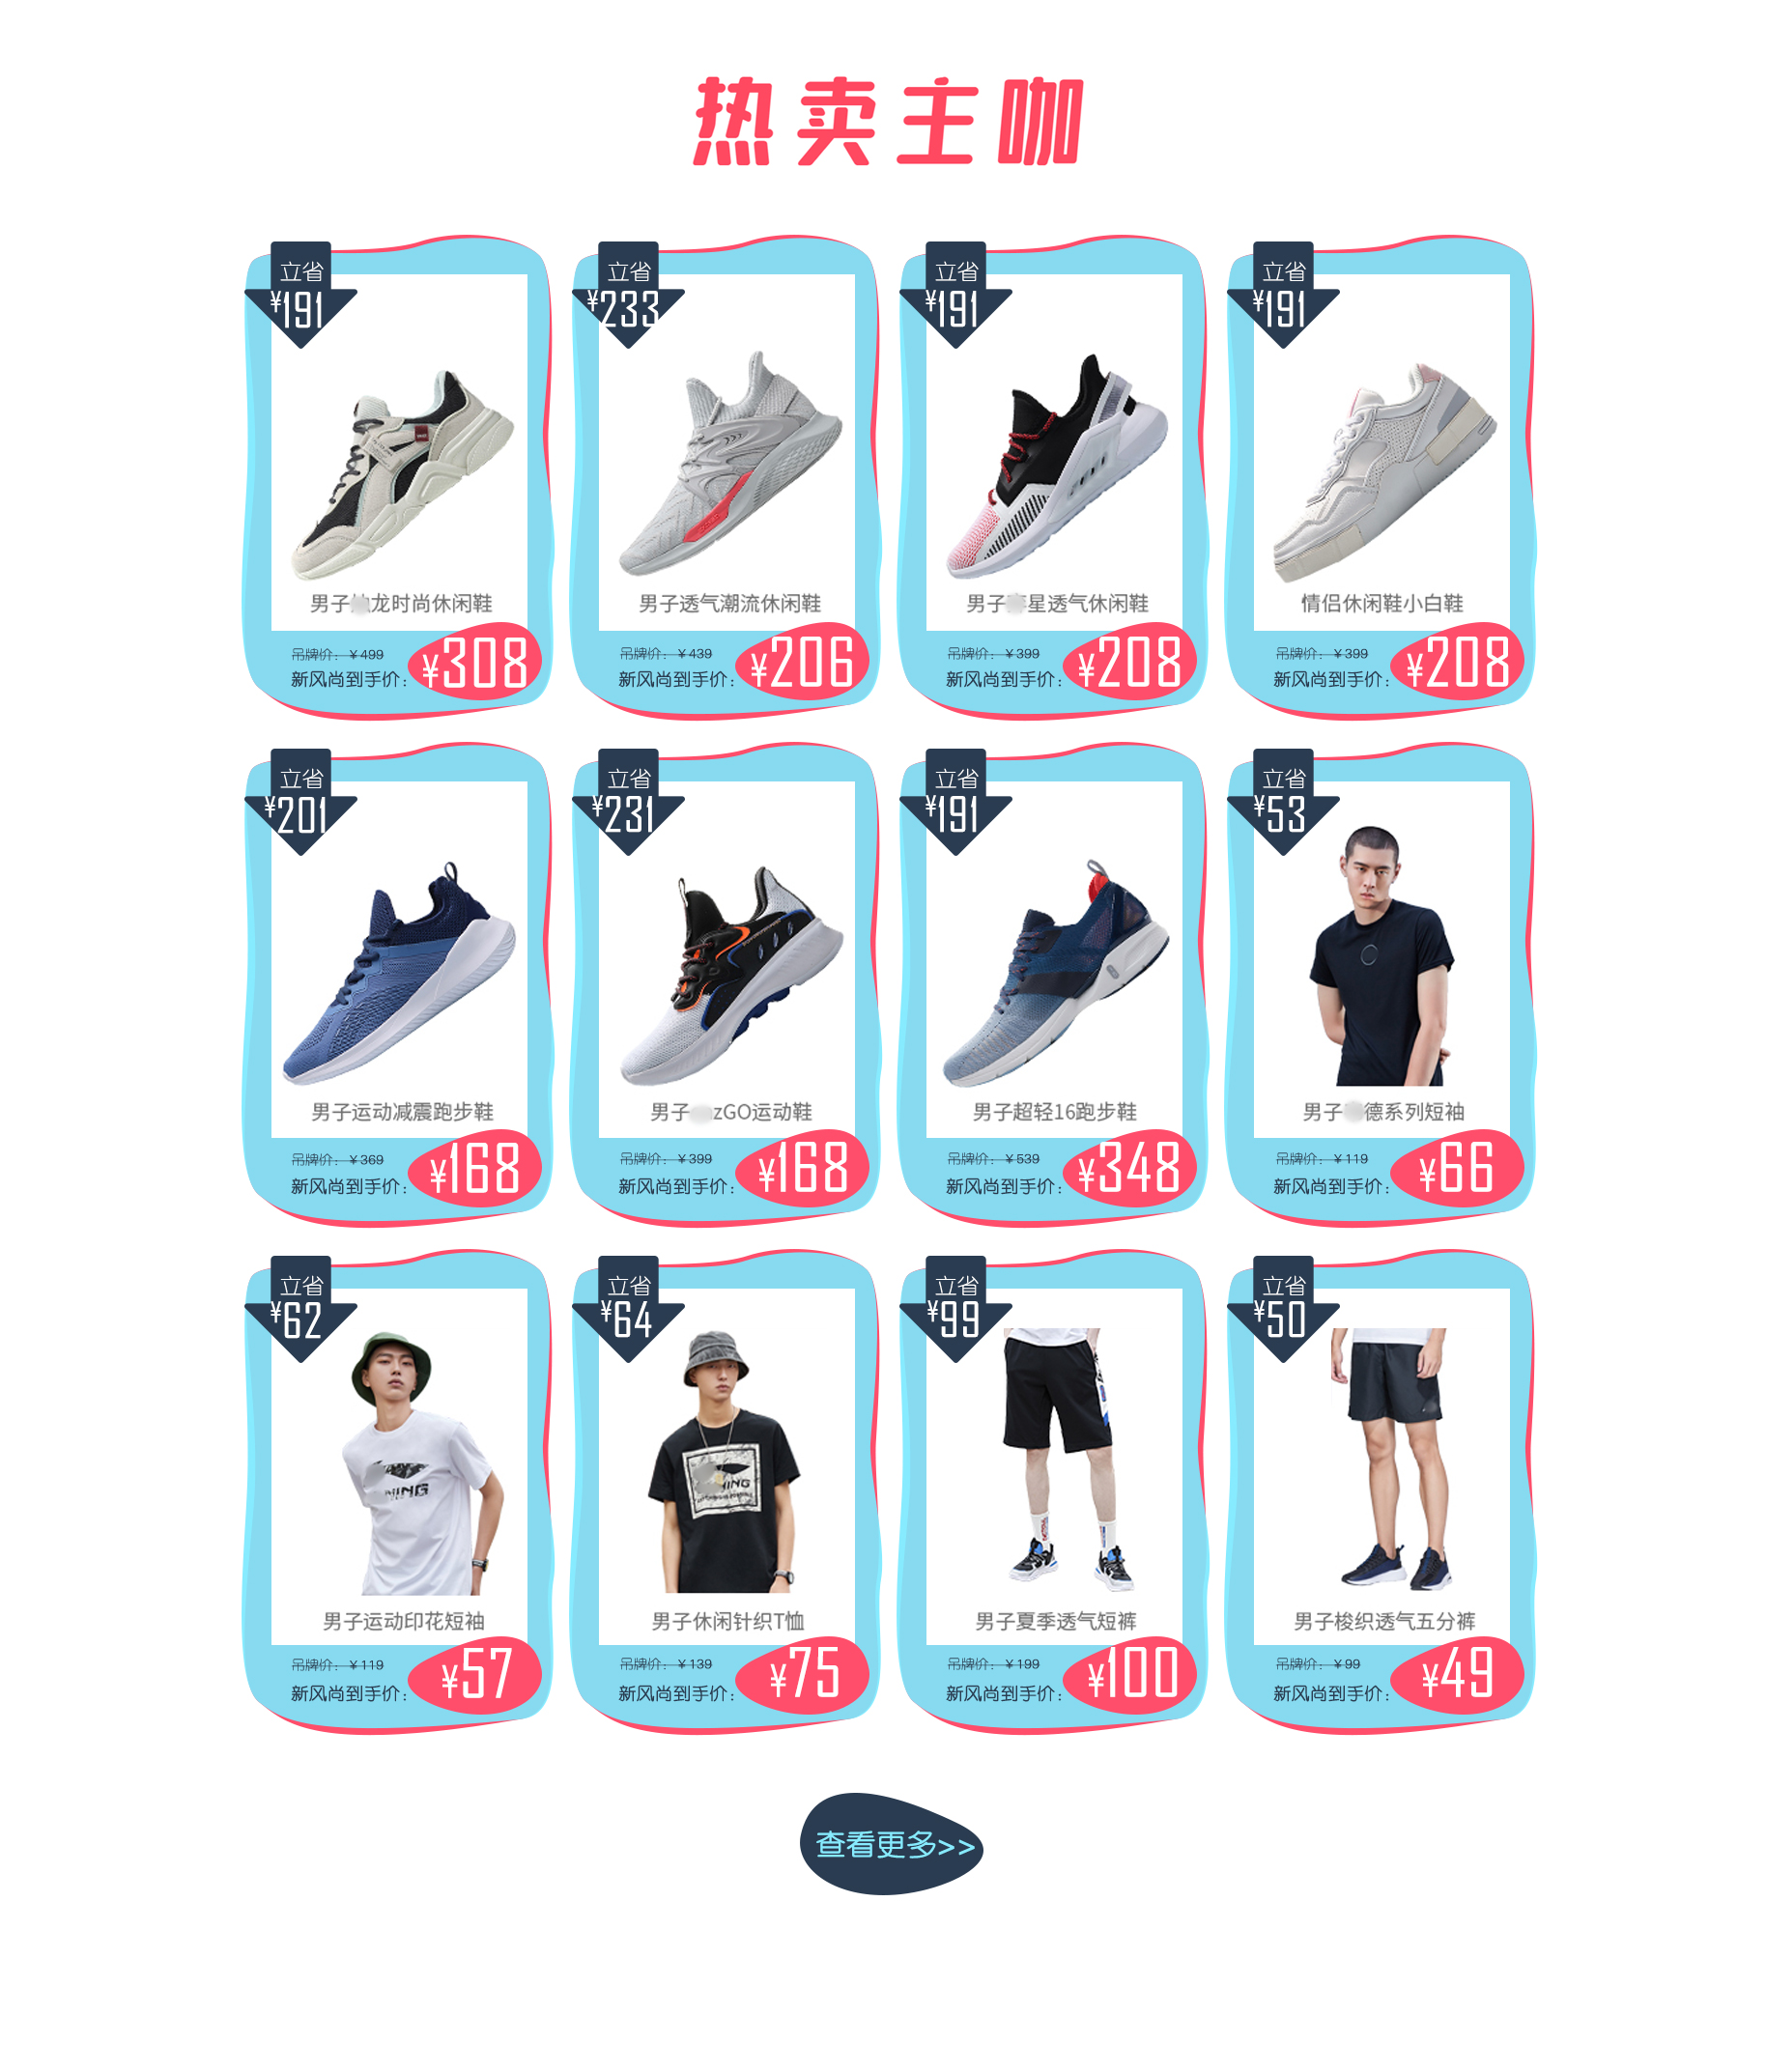 热卖主咖
立省
¥191
男子 龙时尚休闲鞋
吊牌价：¥499
新风尚到手价：
¥308
立省
¥233
男子透气潮流休闲鞋
吊牌价：¥439
新风尚到手价：
¥206
立省
¥191
男子 星透气休闲鞋
吊牌价：¥399
新风尚到手价：
¥208
立省
¥191
情侣休闲鞋小白鞋
吊牌价：¥399
新风尚到手价：
¥208
立省
¥201
男子运动减震跑步鞋
吊牌价：¥369
新风尚到手价：
¥168
立省
¥231
男子 zGO运动鞋
吊牌价：¥399
新风尚到手价：
¥168
立省
¥191
男子超轻16跑步鞋
吊牌价：¥539
新风尚到手价：
¥348
立省
¥53
男子 德系列短袖
吊牌价：¥119
新风尚到手价：
¥66
立省
¥62
男子运动印花短袖
吊牌价：¥119
新风尚到手价：
¥57
立省
¥64
男子休闲针织T恤
吊牌价：¥139
新风尚到手价：
¥75
立省
¥99
男子夏季透气短裤
吊牌价：¥199
新风尚到手价：
¥100
立省
¥50
男子梭织透气五分裤
吊牌价：¥99
新风尚到手价：
¥49
查看更多>>